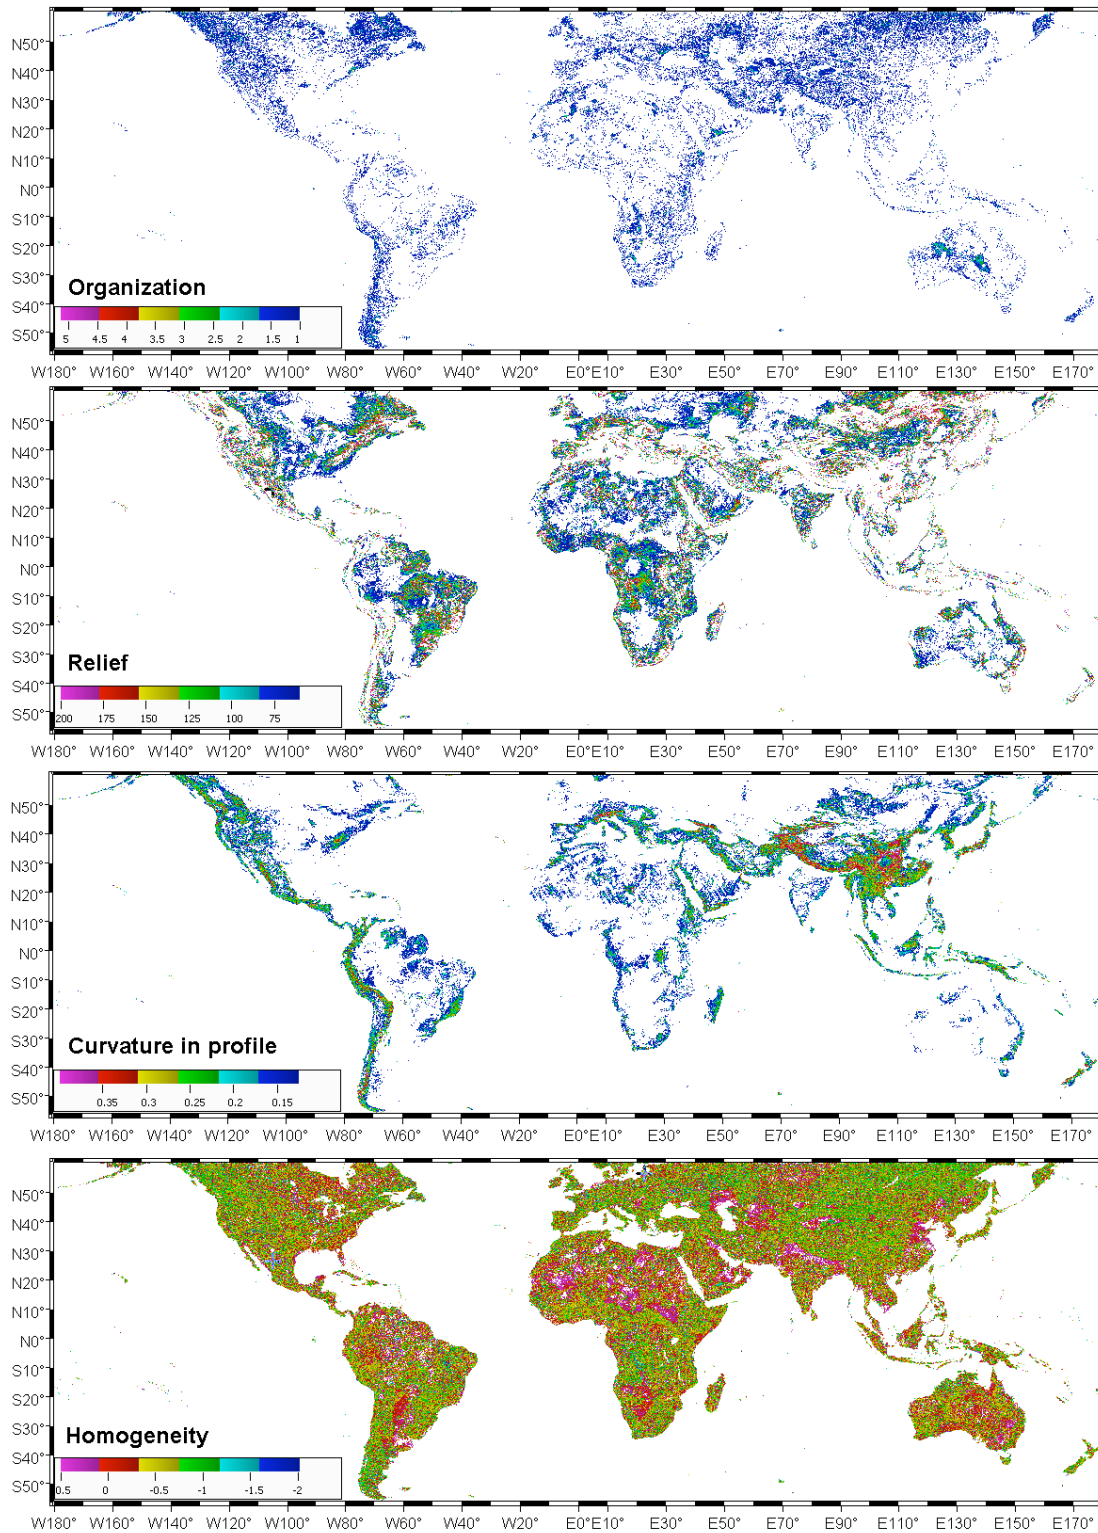 N50°
N40°
N30°
N20°
N10°
N0°
S10°
S20°
S30°
S40°
S50°
Organization
5 4.5 4 3.5 3 2.5 2 1.5 1
W180° W160° W140° W120° W100° W80° W60° W40° W20° E0°E10° E30° E50° E70° E90° E110° E130° E150° E170°
N50°
N40°
N30°
N20°
N10°
N0°
S10°
S20°
S30°
S40°
S50°
Relief
200 175 150 125 100 75
W180° W160° W140° W120° W100° W80° W60° W40° W20° E0°E10° E30° E50° E70° E90° E110° E130° E150° E170°
N50°
N40°
N30°
N20°
N10°
N0°
S10°
S20°
S30°
S40°
S50°
Curvature in profile
0.35 0.3 0.25 0.2 0.15
W180° W160° W140° W120° W100° W80° W60° W40° W20° E0°E10° E30° E50° E70° E90° E110° E130° E150° E170°
N50°
N40°
N30°
N20°
N10°
N0°
S10°
S20°
S30°
S40°
S50°
Homogeneity
0.5 0 -0.5 -1 -1.5 -2
W180° W160° W140° W120° W100° W80° W60° W40° W20° E0°E10° E30° E50° E70° E90° E110° E130° E150° E170°